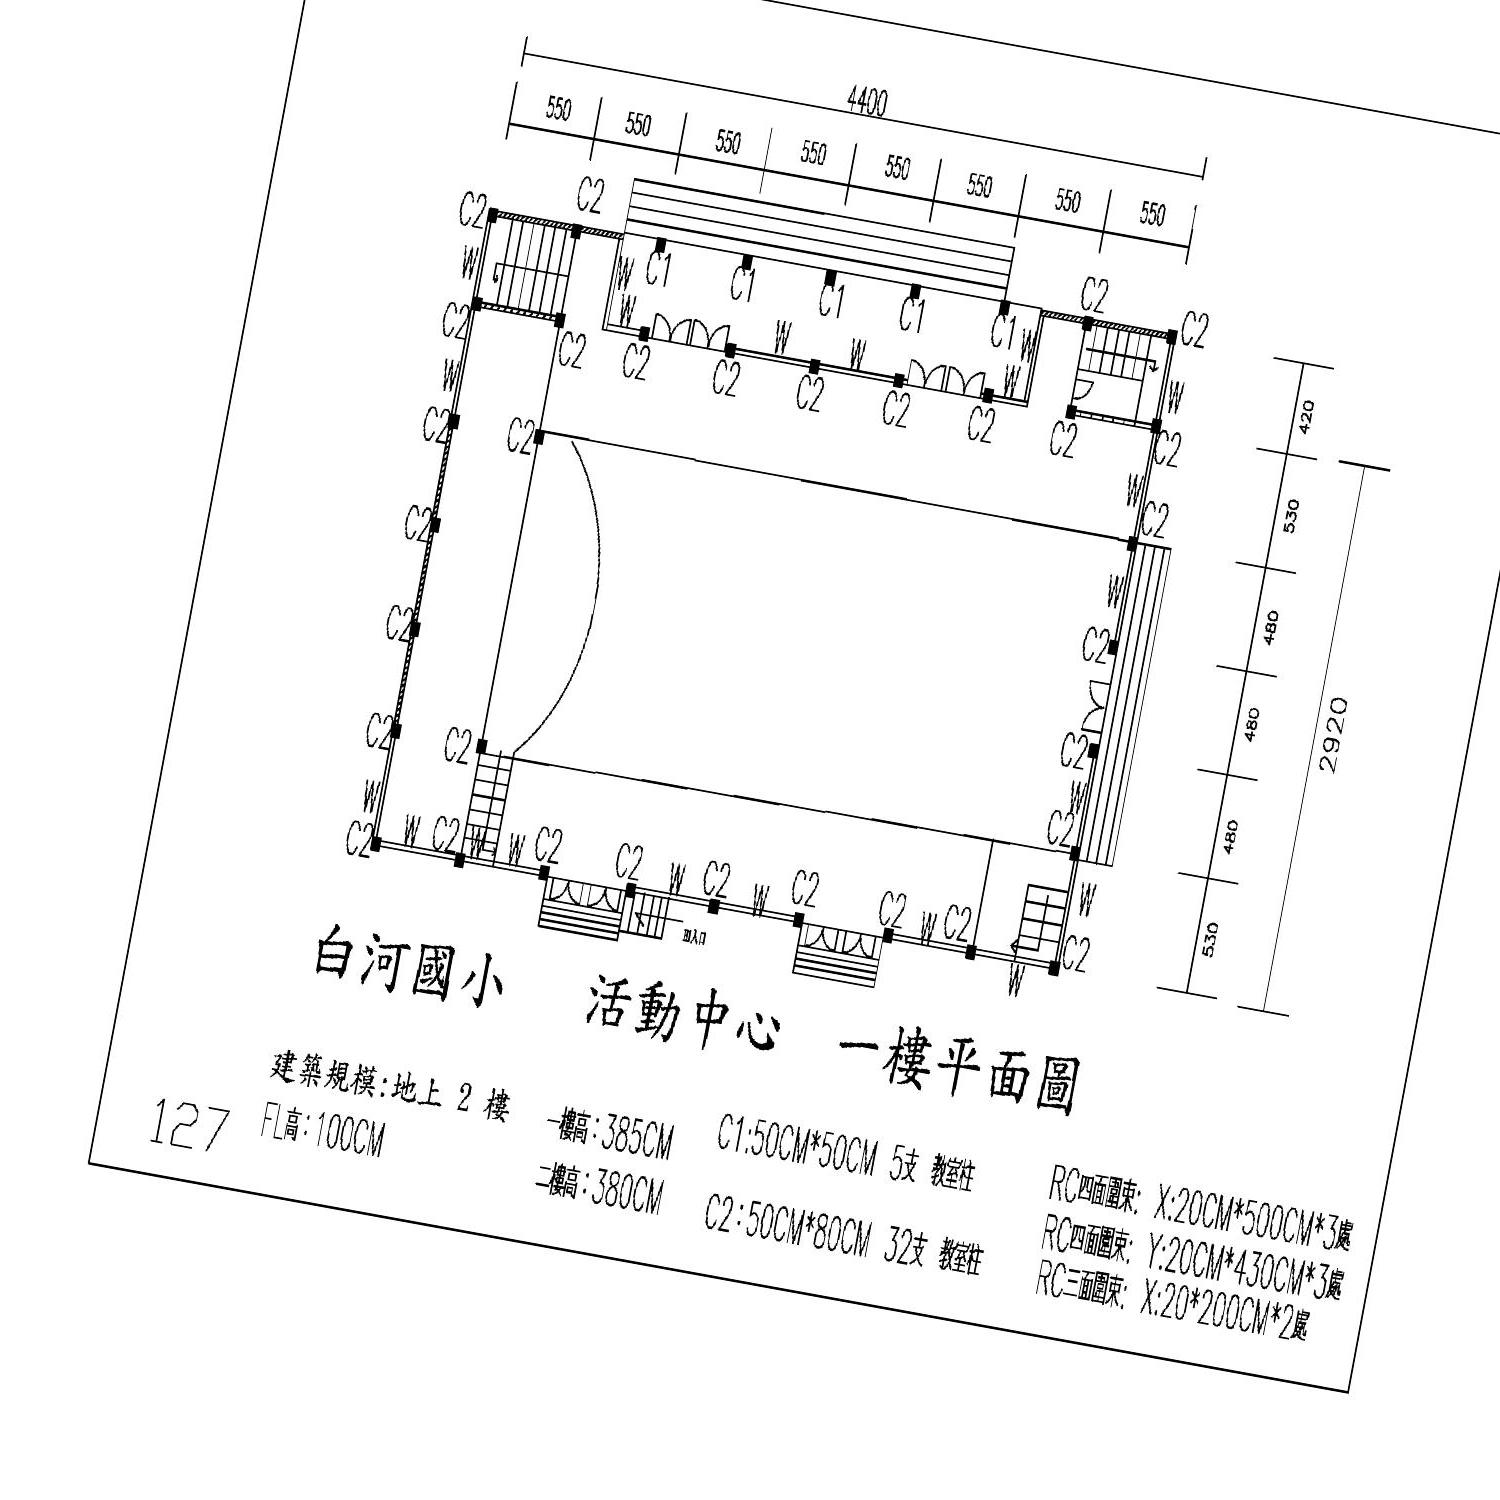 4400
550 550 550 550 550 550 550 550
C2 C2 C2 C2
W C1 C1 C1 C1 C1 W
C2 C2 W W W W W C2 C2
C2 C2 C2 C2 C2
W W
C2 C2 C2 W C2
C2 W
C2 C2
C2 C2 C2
W W
C2 W C2 W W C2 C2 W C2 W C2 C2 W C2 C2 W C2
W
出入口
420
530
480
480
480
530
2920
白河國小 活動中心 一樓平面圖
建築規模:地上 2 樓
FL高:100CM
一樓高:385CM
二樓高:380CM
C1:50CM*50CM 5支 教室柱
C2:50CM*80CM 32支 教室柱
RC四面圍束: X:20CM*500CM*3處
RC四面圍束: Y:20CM*430CM*3處
RC三面圍束: X:20*200CM*2處
127